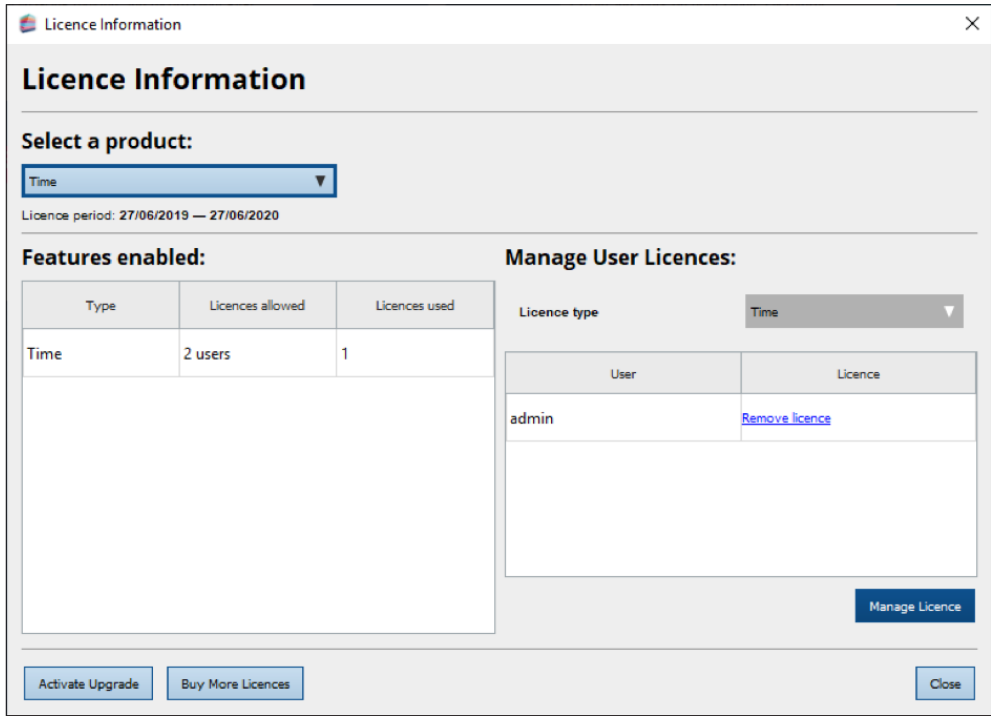 Licence Information
Licence Information
Select a product:
Time
Licence period: 27/06/2019 — 27/06/2020
Features enabled:
Type Licences allowed Licences used
Time 2 users 1
Manage User Licences:
Licence type Time
User Licence
admin Remove licence
Manage Licence
Activate Upgrade Buy More Licences Close